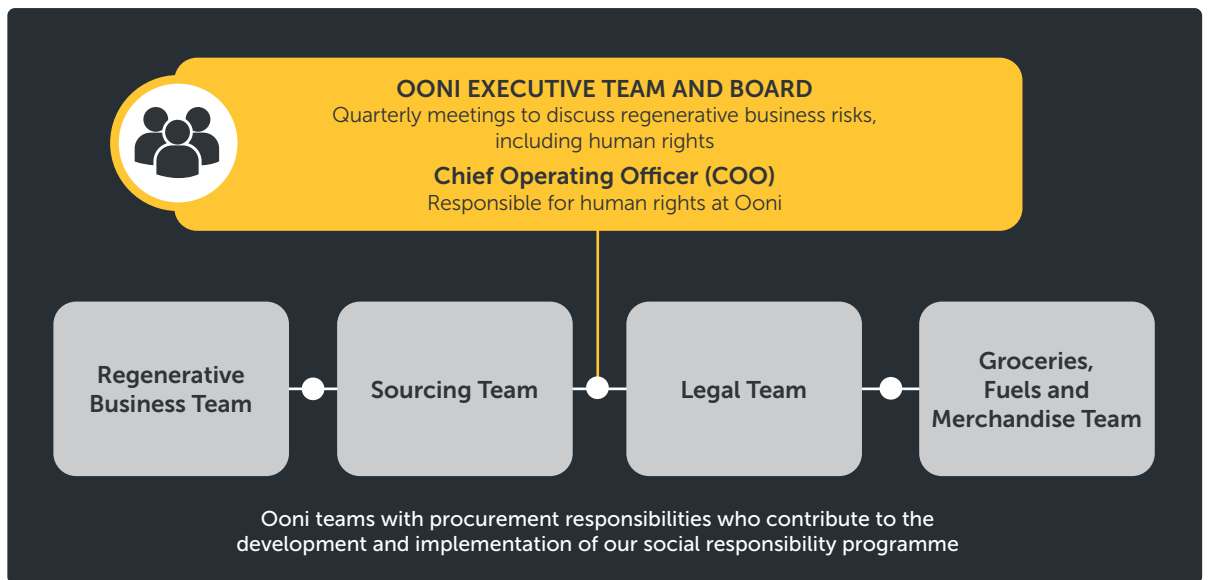 OONI EXECUTIVE TEAM AND BOARD
Quarterly meetings to discuss regenerative business risks,
including human rights
Chief Operating Officer (COO)
Responsible for human rights at Ooni
Regenerative
Business Team
Sourcing Team
Legal Team
Groceries,
Fuels and
Merchandise Team
Ooni teams with procurement responsibilities who contribute to the
development and implementation of our social responsibility programme